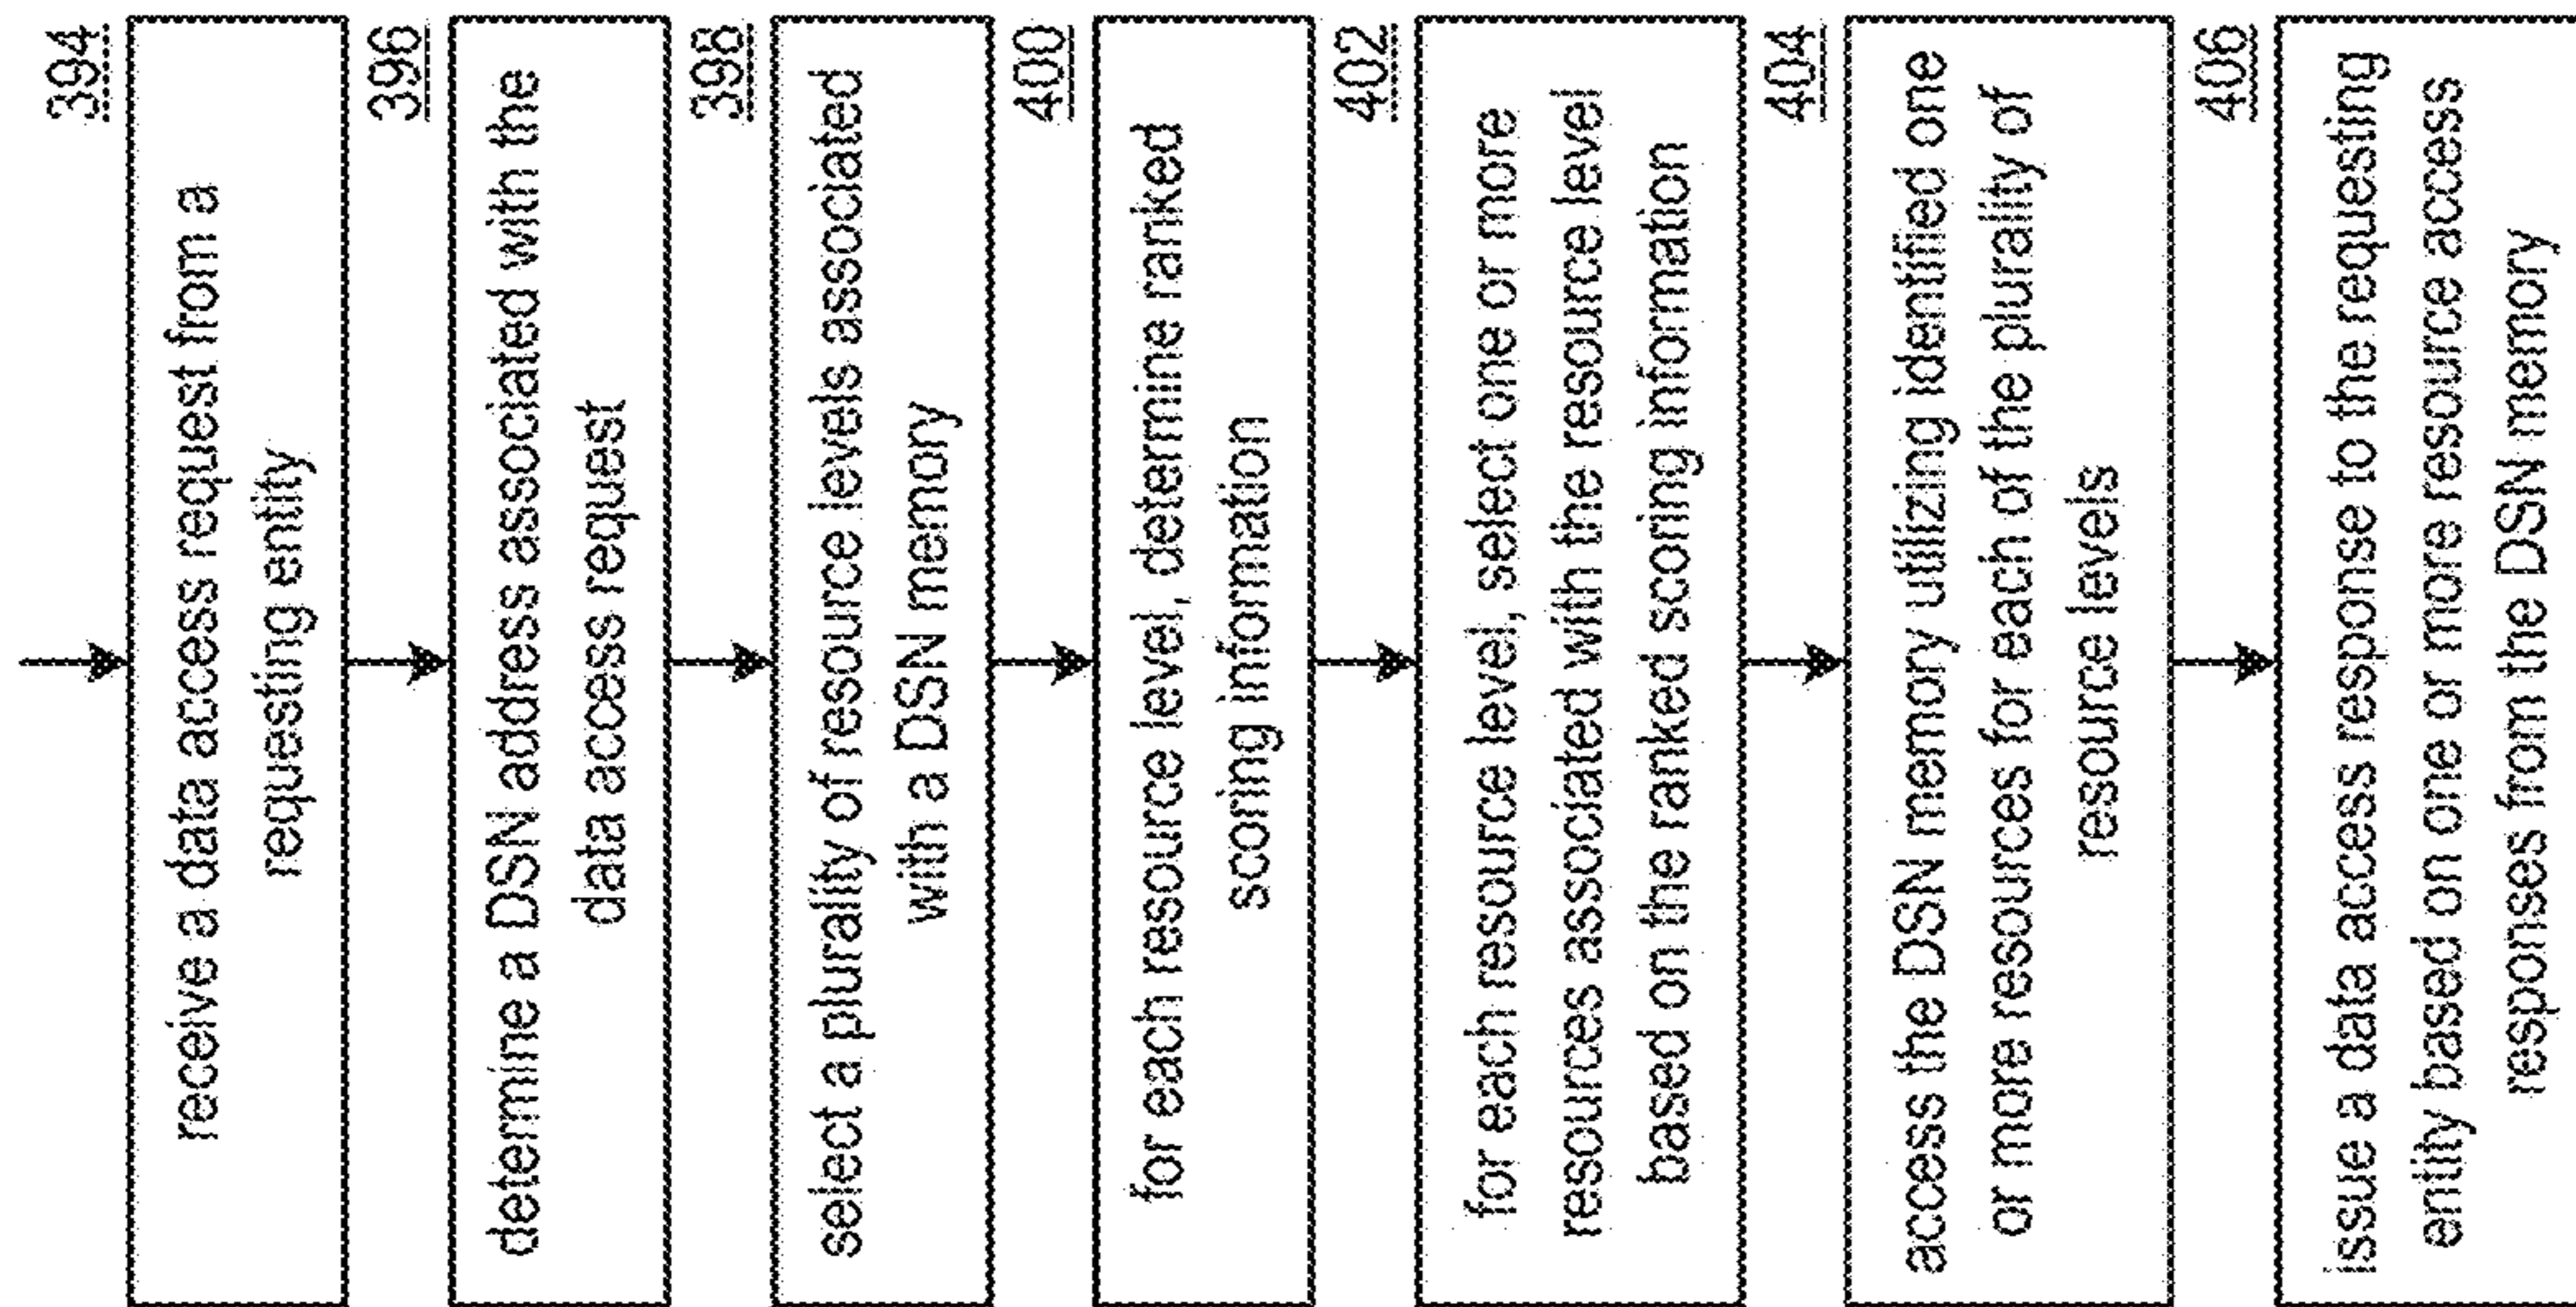 394
receive a data access request from a
requesting entity
396
determine a DSN address associated with the
data access request
398
select a plurality of resource levels associated
with a DSN memory
400
for each resource level, determine ranked
scoring information
402
for each resource level, select one or more
resources associated with the resource level
based on the ranked scoring information
404
access the DSN memory utilizing identified one
or more resources for each of the plurality of
resource levels
406
issue a data access response to the requesting
entity based on one or more resource access
responses from the DSN memory